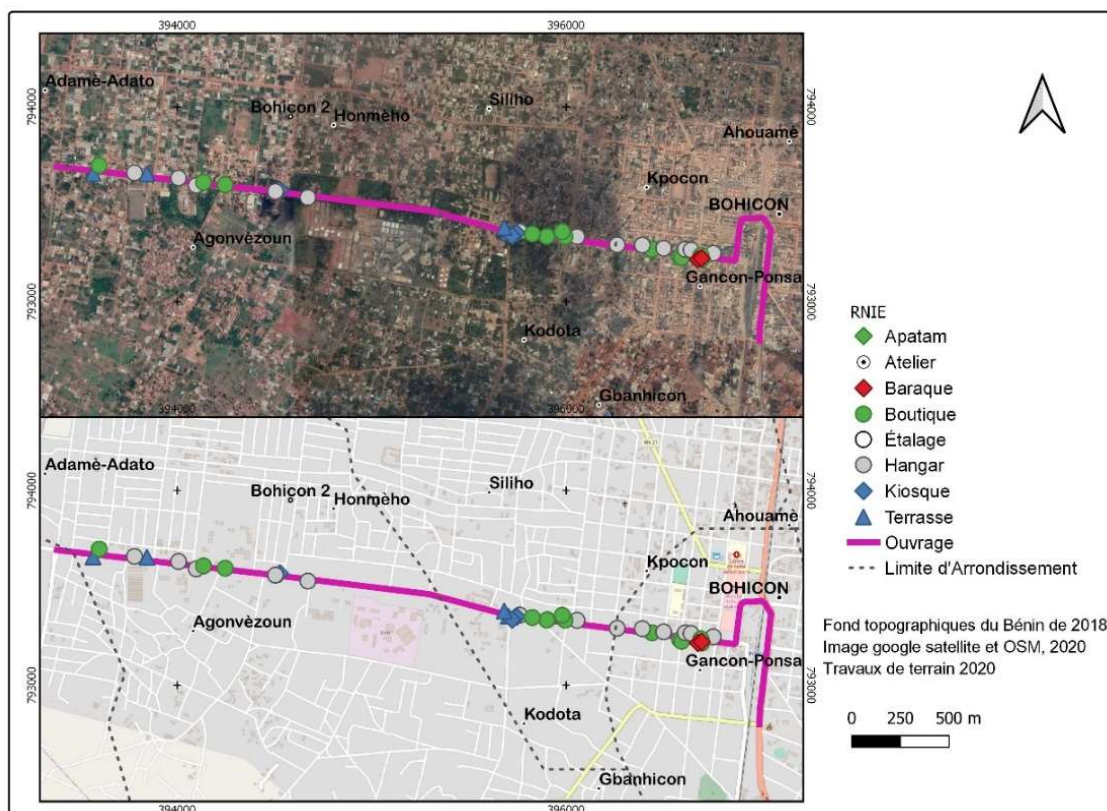 394000
396000
Adamè-Adato
794000
Bohiçon 2
Honmèho
Siliho
794000
Ahouamè
Kpocon
BOHICON
Agonvèzoun
Gancon-Ponsa
793000
793000
Kodota
Gbanhicon
394000
396000
Adamè-Adato
794000
Bohiçon 2
Honmèho
Siliho
794000
Ahouamè
Kpocon
BOHICON
Agonvèzoun
Gancon-Ponsa
793000
793000
Kodota
Gbanhicon
394000
396000
RNIE
Apatam
Atelier
Baraque
Boutique
Étalage
Hangar
Kiosque
Terrasse
Ouvrage
Limite d'Arrondissement
Fond topographiques du Bénin de 2018
Image google satellite et OSM, 2020
Travaux de terrain 2020
0 250 500 m